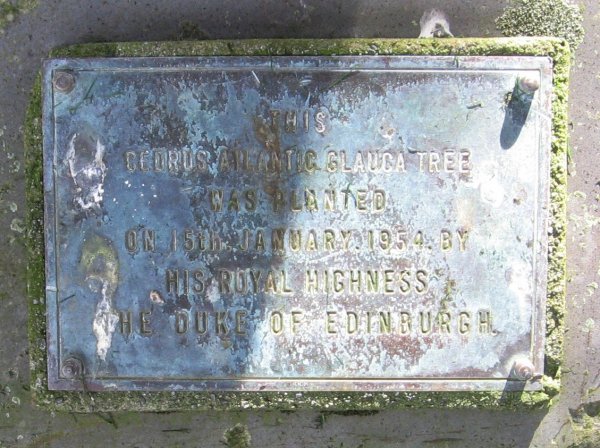 THIS
CEDRUS ATLANTIC GLAUCA TREE
WAS PLANTED
ON 15th JANUARY. 1954. BY
HIS ROYAL HIGHNESS
THE DUKE OF EDINBURGH.